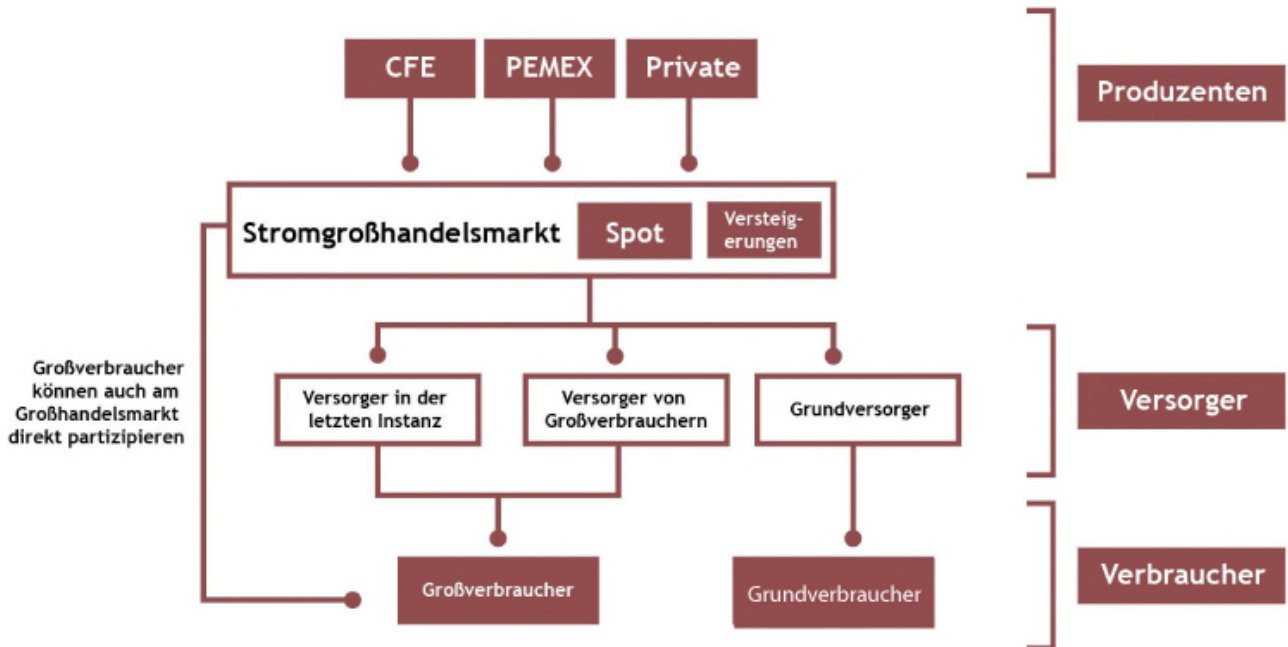 CFE
PEMEX
Private
Produzenten
Stromgroßhandelsmarkt
Spot
Versteig-
erungen
Großverbraucher
können auch am
Großhandelsmarkt
direkt partizipieren
Versorger in der
letzten Instanz
Versorger von
Großverbrauchern
Grundversorger
Versorger
Großverbraucher
Grundverbraucher
Verbraucher